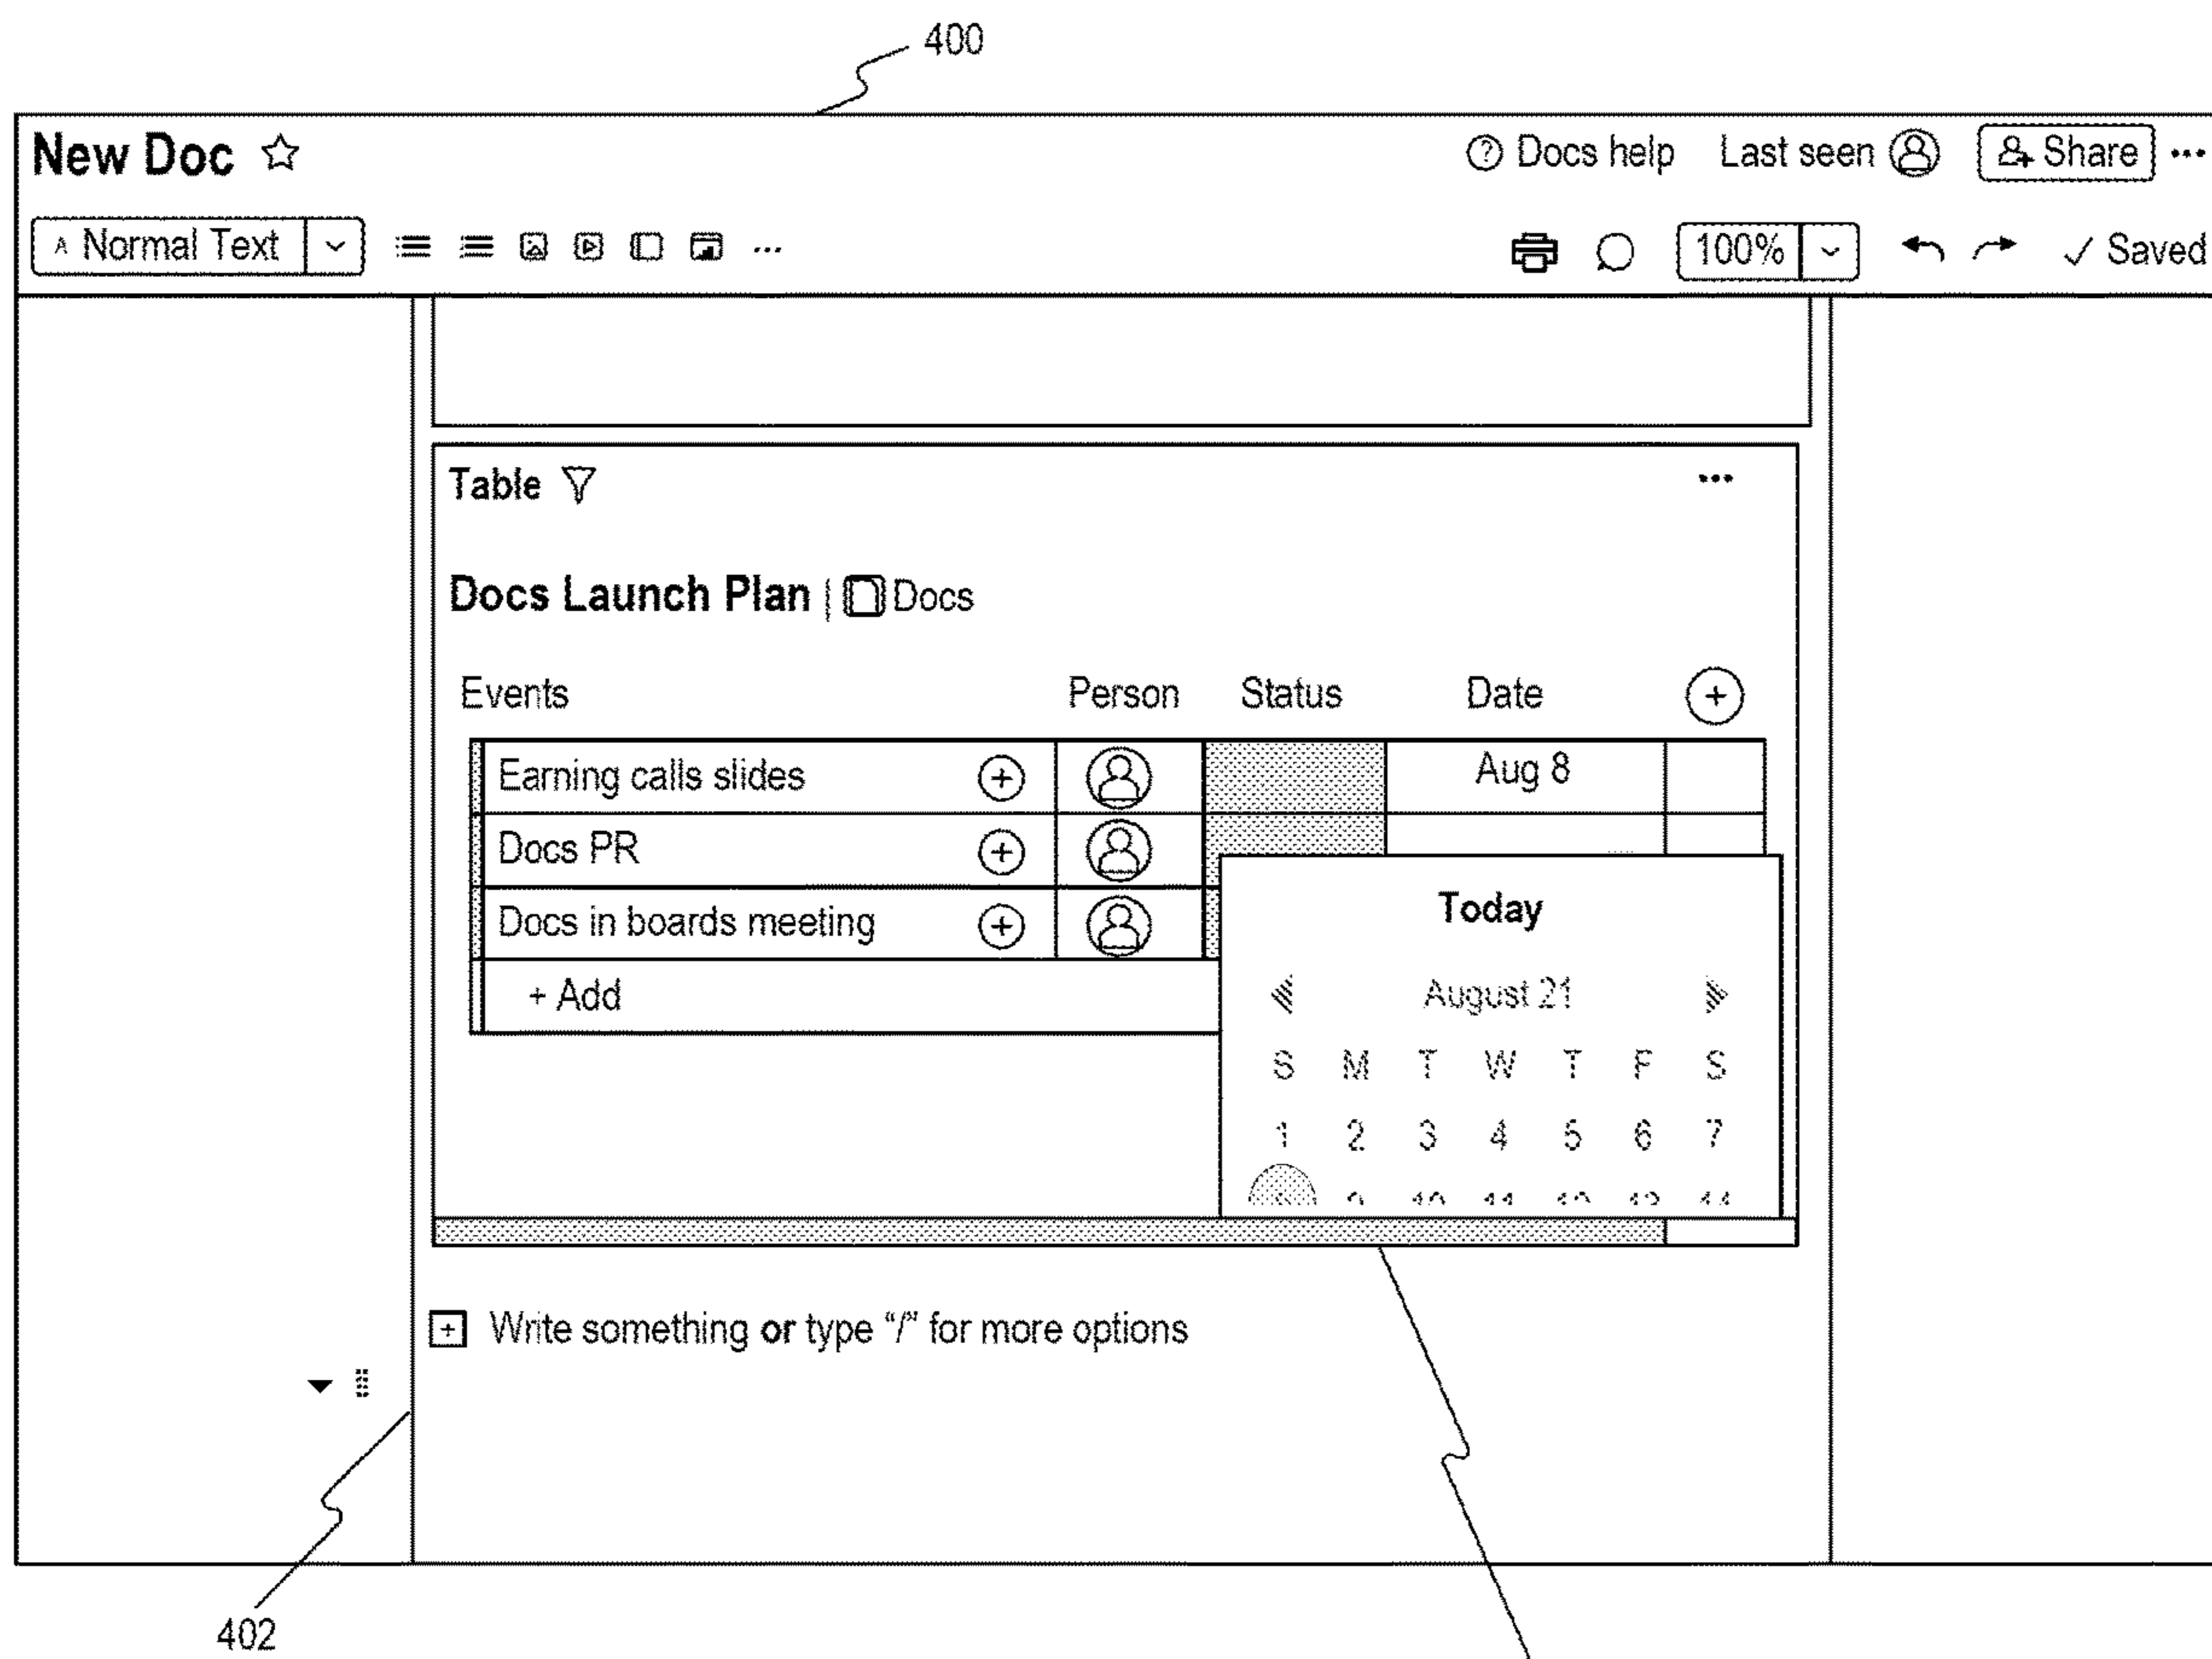 400
New Doc Docs help Last seen Share ...
A Normal Text ... 100% Saved
Table ...
Docs Launch Plan | Docs
Events Person Status Date +
Earning calls slides + Aug 8
Docs PR +
Docs in boards meeting +
+ Add
Today
August 21
S M T W T F S
1 2 3 4 5 6 7
+ Write something or type “/” for more options
402